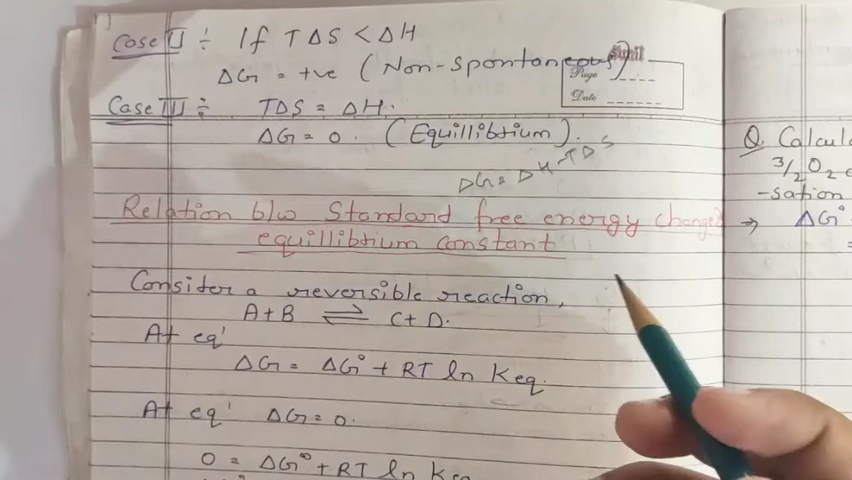 Case II ÷ If TΔS < ΔH
ΔG = +ve (Non-spontaneous)
Page
Date
Case III ÷ TΔS = ΔH.
ΔG = 0. (Equillibrium).
ΔG = ΔH - TΔS
Relation b/w Standard free energy change &
equillibrium constant
Consider a reversible reaction,
A+B ⇌ C+D.
At eq'
ΔG = ΔG° + RT ln Keq.
At eq' ΔG = 0.
0 = ΔG° + RT ln Keq
Q. Calcul
3/2 O2
-sation
⇒ ΔG°
=